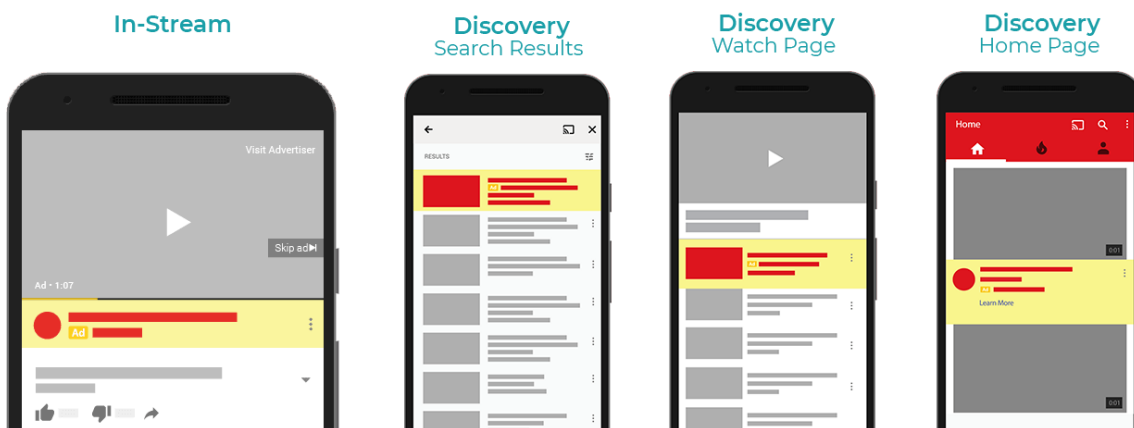 In-Stream
Visit Advertiser
Skip ad
Ad • 1:07
Ad
Discovery
Search Results
RESULTS
Ad
Discovery
Watch Page
Ad
Discovery
Home Page
Home
0:01
Ad
Learn More
0:01